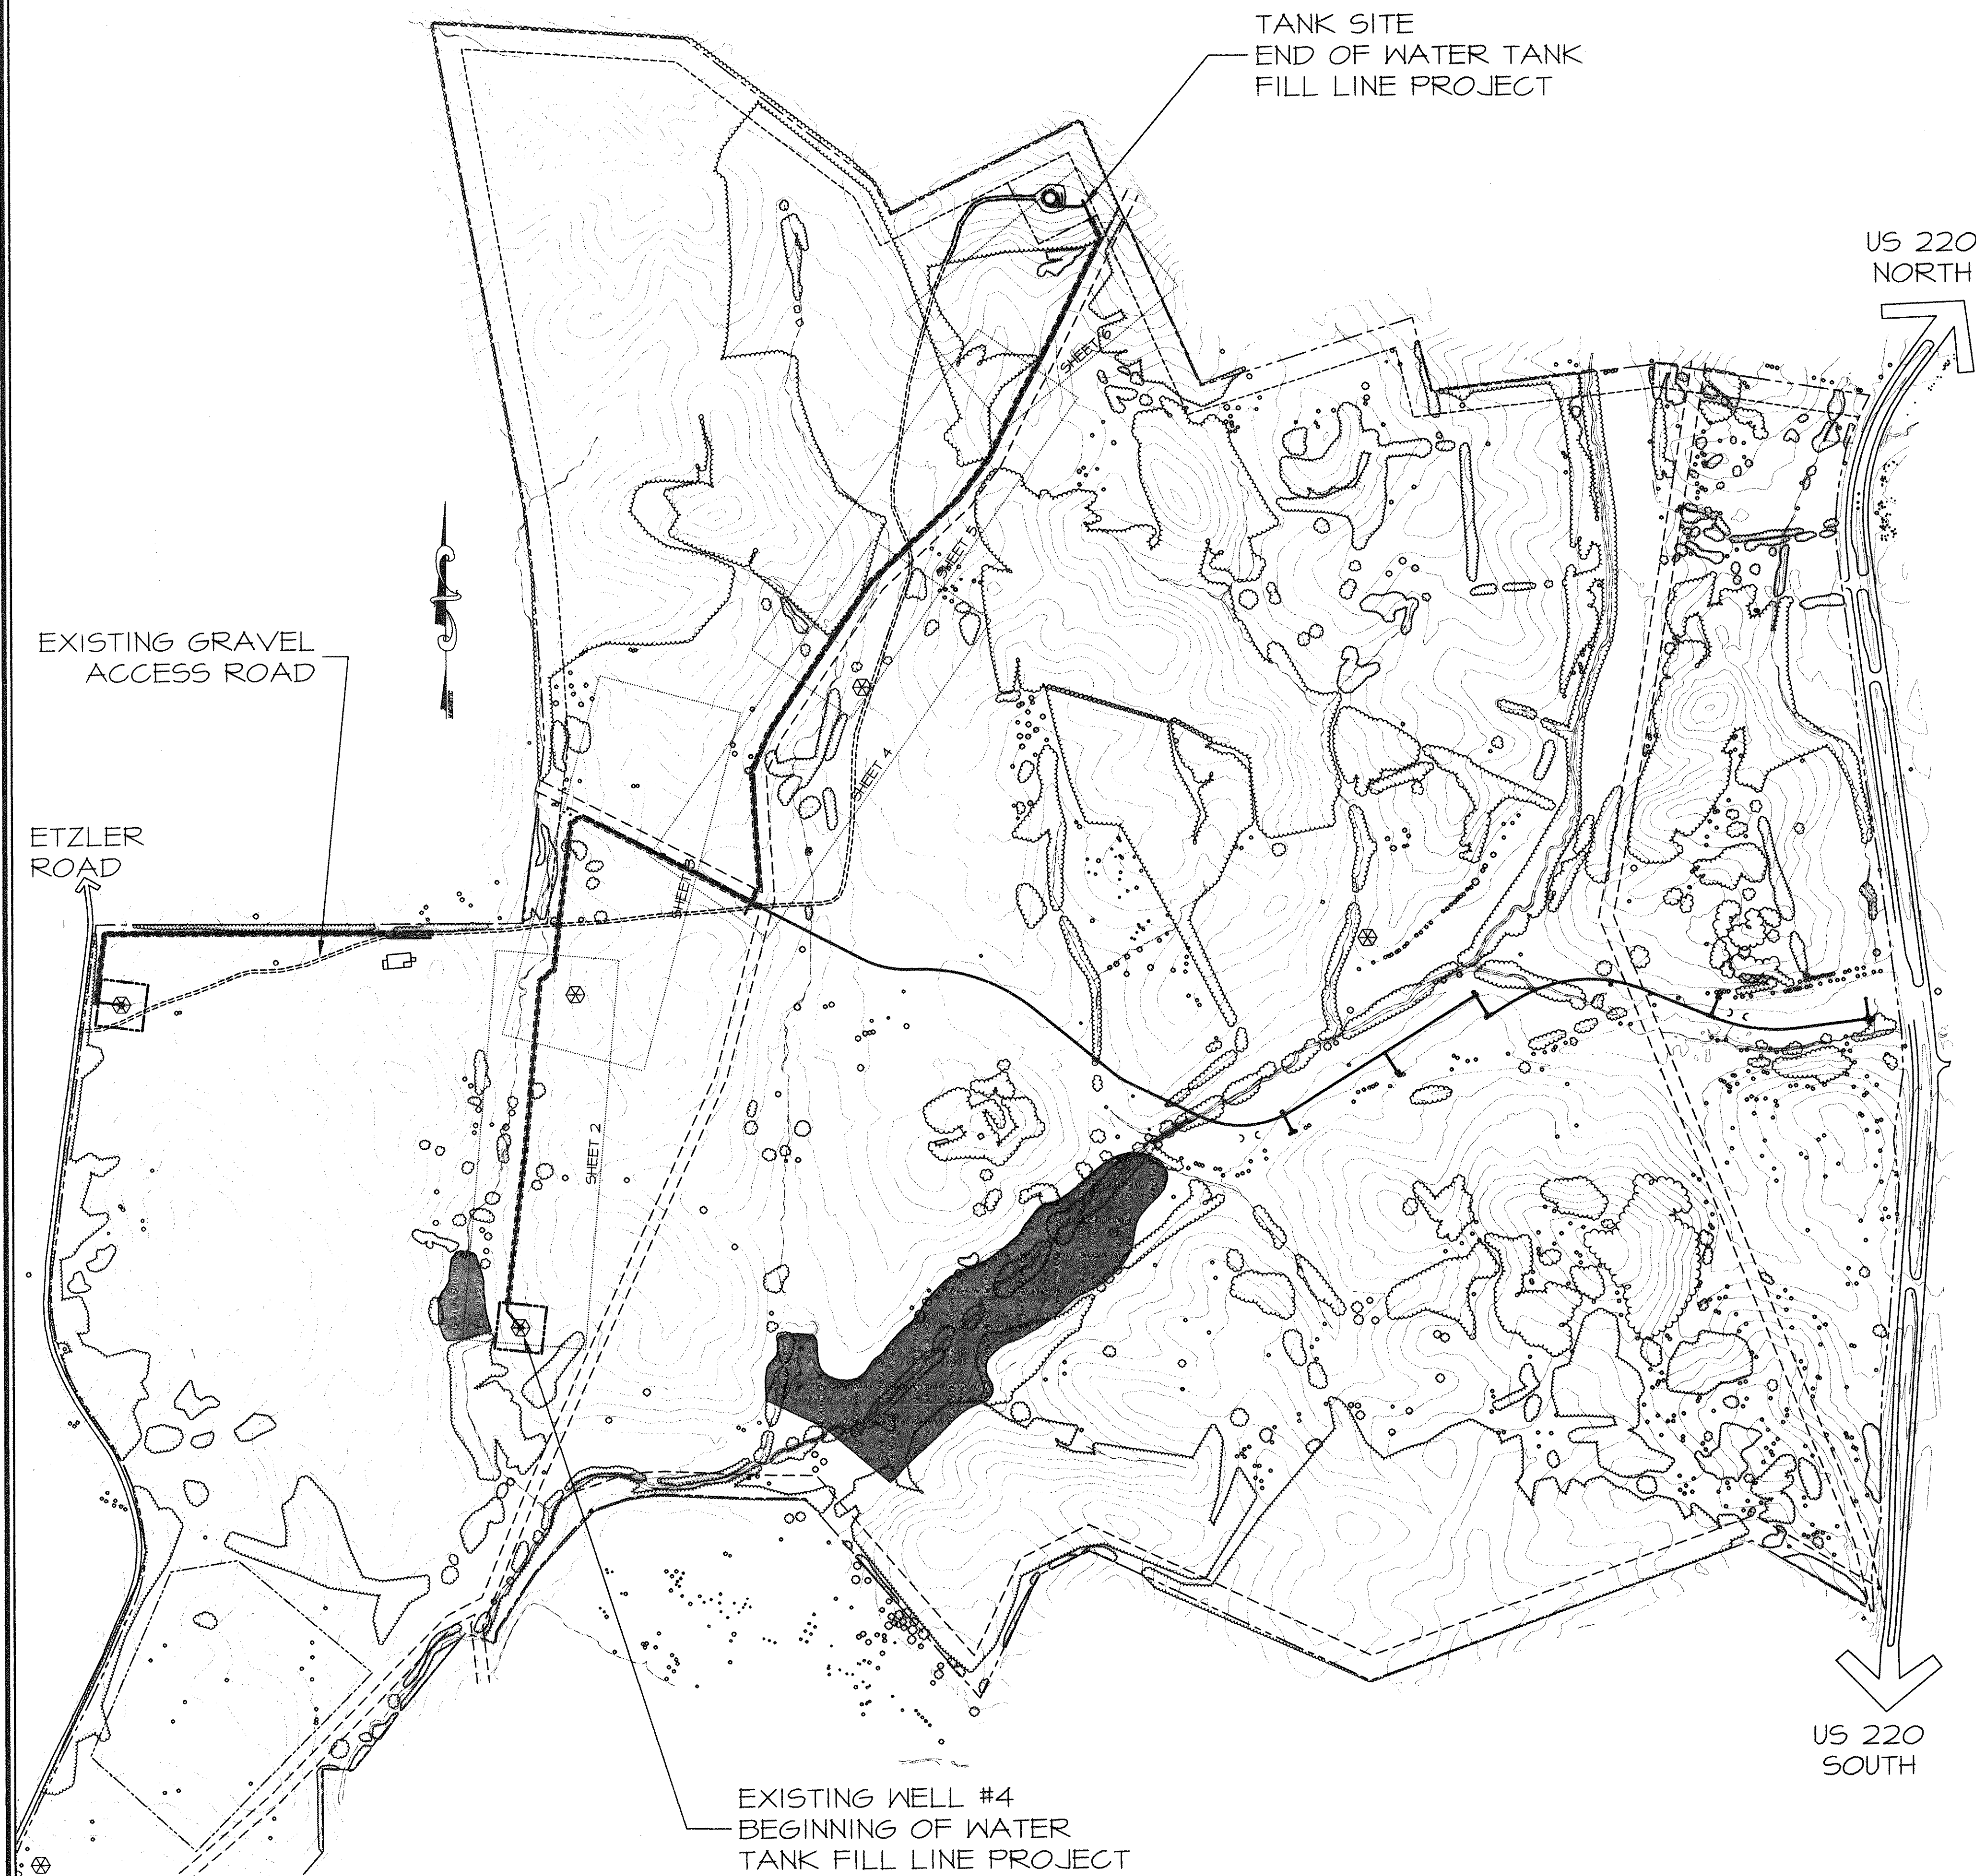 TANK SITE
END OF WATER TANK
FILL LINE PROJECT
US 220
NORTH
SHEET 6
SHEET 5
EXISTING GRAVEL
ACCESS ROAD
SHEET 4
ETZLER
ROAD
SHEET 3
SHEET 2
US 220
SOUTH
EXISTING WELL #4
BEGINNING OF WATER
TANK FILL LINE PROJECT